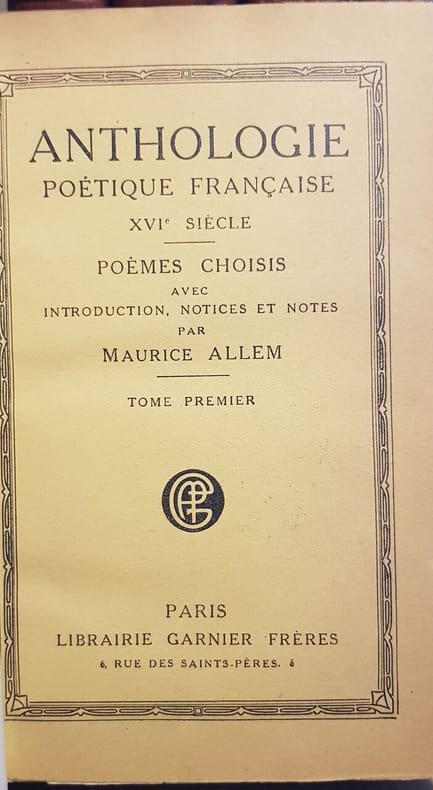 ANTHOLOGIE
POÉTIQUE FRANÇAISE
XVIᵉ SIÈCLE
POÈMES CHOISIS
AVEC
INTRODUCTION, NOTICES ET NOTES
PAR
MAURICE ALLEM
TOME PREMIER
PARIS
LIBRAIRIE GARNIER FRÈRES
6, RUE DES SAINTS-PÈRES. 6